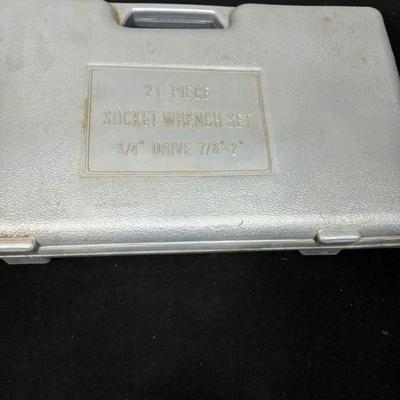 21 PIECE
SOCKET WRENCH SET
3/4" DRIVE 7/8"-2"